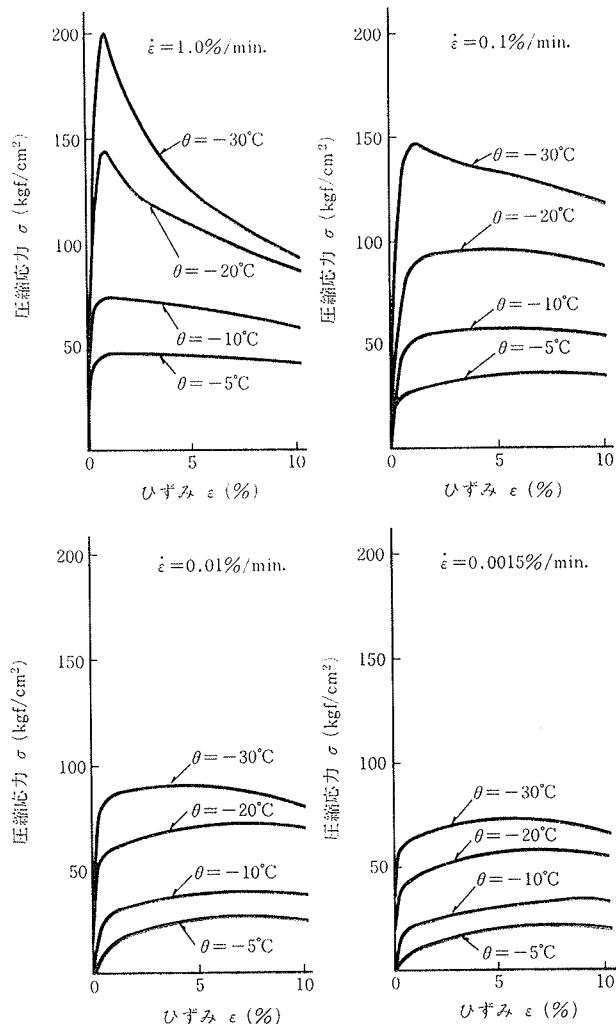 200
150
100
50
0
5
10
圧縮応力 σ (kgf/cm²)
ひずみ ε (%)
ε̇=1.0%/min.
θ=−30℃
θ=−20℃
θ=−10℃
θ=−5℃
200
150
100
50
0
5
10
圧縮応力 σ (kgf/cm²)
ひずみ ε (%)
ε̇=0.1%/min.
θ=−30℃
θ=−20℃
θ=−10℃
θ=−5℃
200
150
100
50
0
5
10
圧縮応力 σ (kgf/cm²)
ひずみ ε (%)
ε̇=0.01%/min.
θ=−30℃
θ=−20℃
θ=−10℃
θ=−5℃
200
150
100
50
0
5
10
圧縮応力 σ (kgf/cm²)
ひずみ ε (%)
ε̇=0.0015%/min.
θ=−30℃
θ=−20℃
θ=−10℃
θ=−5℃